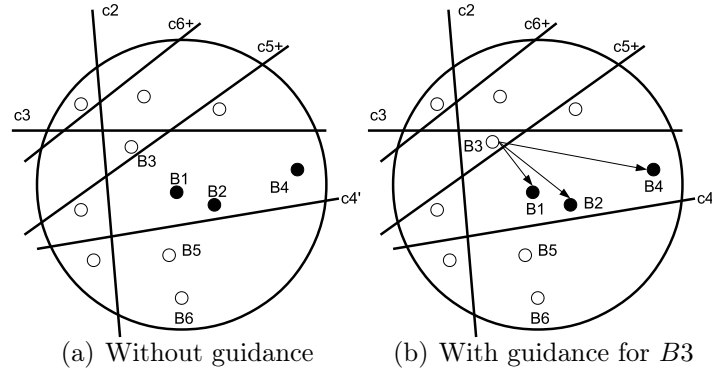 c2
c6+
c5+
c3
B3
B1
B2
B4
c4'
B5
B6
(a) Without guidance
c2
c6+
c5+
c3
B3
B1
B2
B4
c4
B5
B6
(b) With guidance for B3